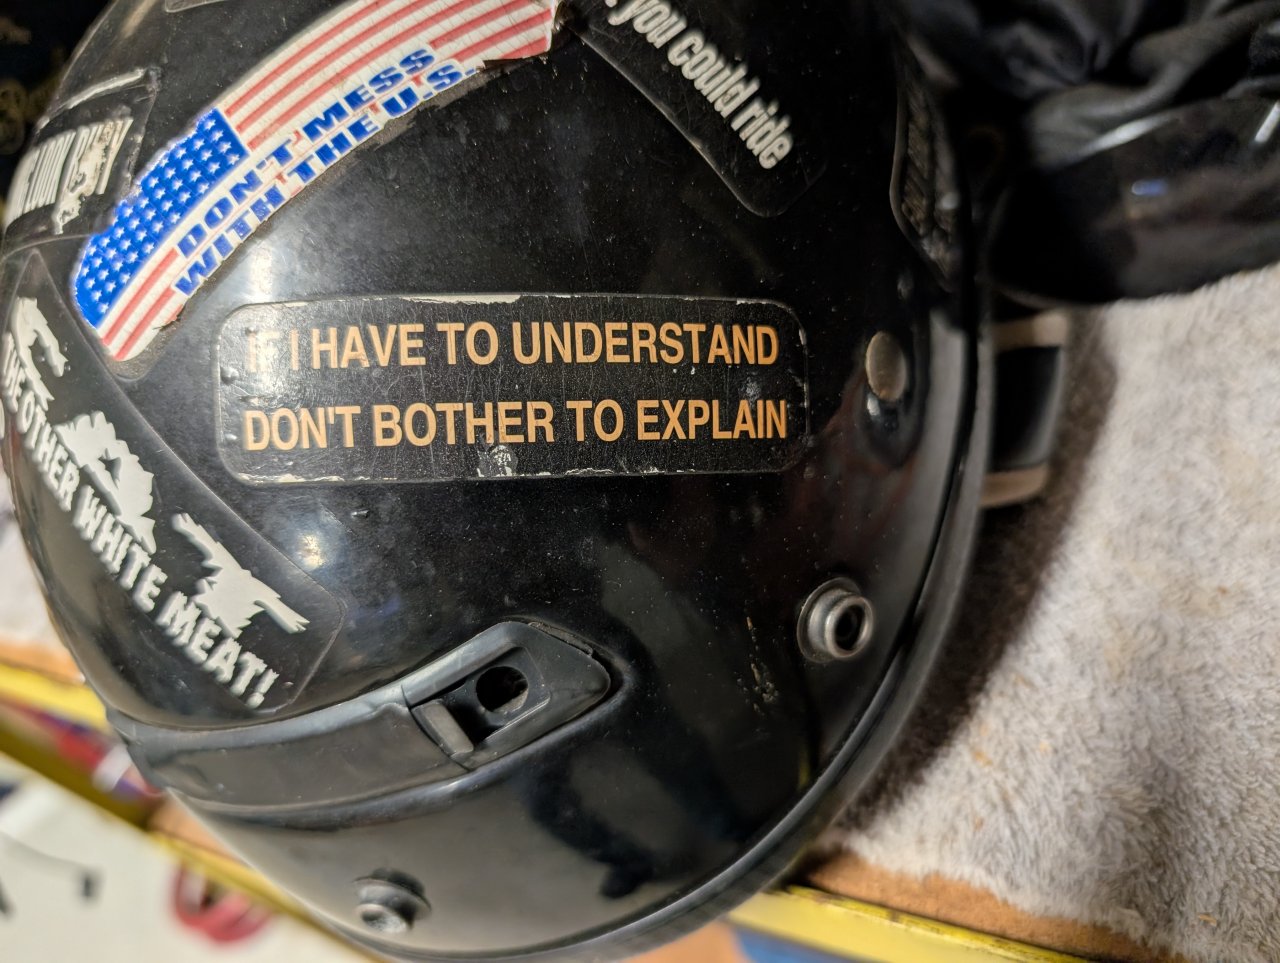 you could ride
DON'T MESS
WITH THE U.S.
IF I HAVE TO UNDERSTAND
DON'T BOTHER TO EXPLAIN
CAT
THE OTHER WHITE MEAT!